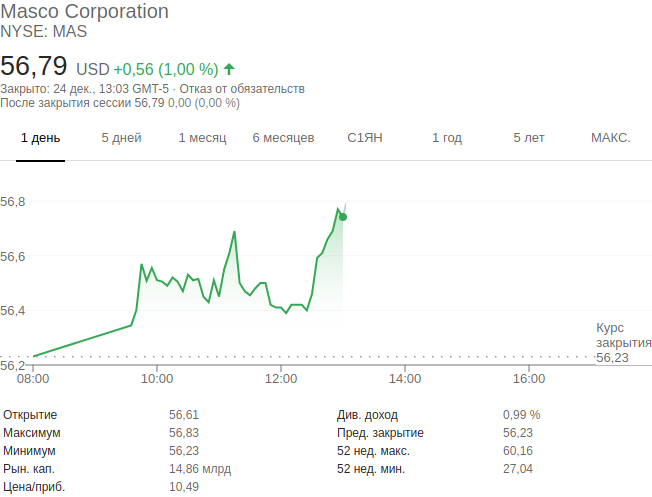 Masco Corporation
NYSE: MAS
56,79 USD +0,56 (1,00 %)
Закрыто: 24 дек., 13:03 GMT-5 · Отказ от обязательств
После закрытия сессии 56,79 0,00 (0,00 %)
1 день 5 дней 1 месяц 6 месяцев С1ЯН 1 год 5 лет МАКС.
56,8
56,6
56,4
56,2
Курс
закрытия
56,23
08:00 10:00 12:00 14:00 16:00
Открытие 56,61 Див. доход 0,99 %
Максимум 56,83 Пред. закрытие 56,23
Минимум 56,23 52 нед. макс. 60,16
Рын. кап. 14,86 млрд 52 нед. мин. 27,04
Цена/приб. 10,49